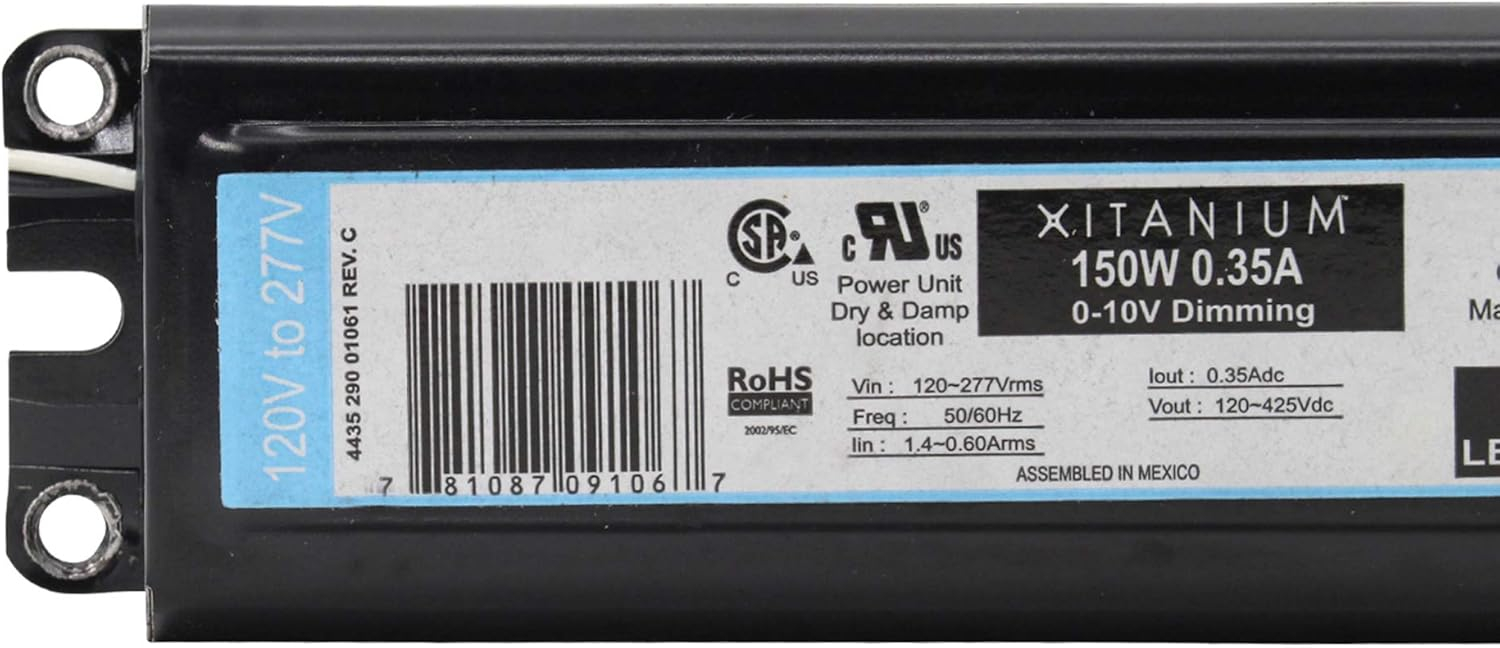 120V to 277V
4435 290 01061 REV. C
7 81087 09106 7
SA
C US
RU®
C US
Power Unit
Dry & Damp
location
RoHS
COMPLIANT
2002/95/EC
XITANIUM
150W 0.35A
0-10V Dimming
Vin : 120~277Vrms
Freq : 50/60Hz
Iin : 1.4~0.60Arms
Iout : 0.35Adc
Vout : 120~425Vdc
ASSEMBLED IN MEXICO